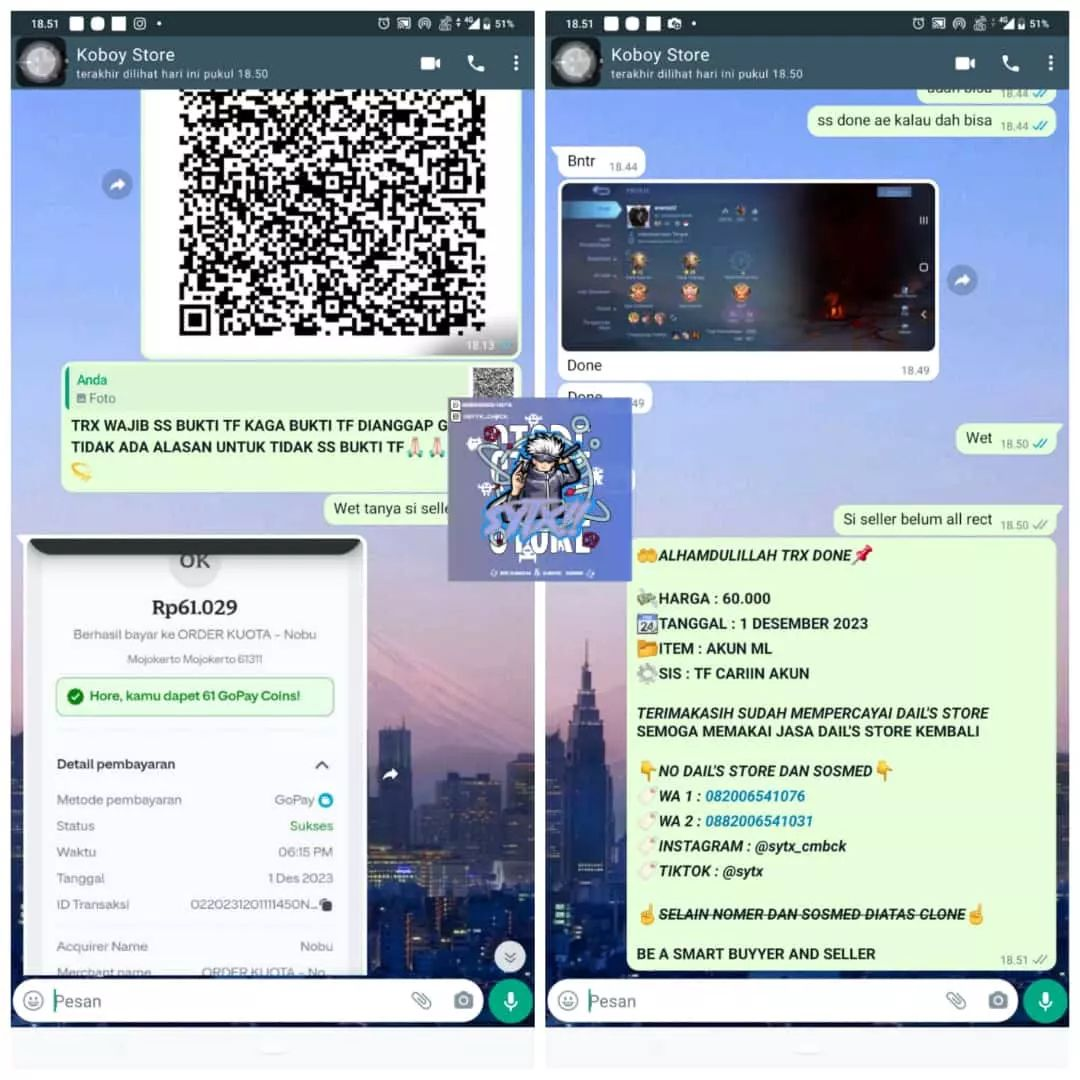 18.51
4G
51%
Koboy Store
terakhir dilihat hari ini pukul 18.50
18.13
Anda
Foto
TRX WAJIB SS BUKTI TF KAGA BUKTI TF DIANGGAP G
TIDAK ADA ALASAN UNTUK TIDAK SS BUKTI TF🙏🏻🙏🏻
Wet tanya si selle
OK
Rp61.029
Berhasil bayar ke ORDER KUOTA - Nobu
Mojokerto Mojokerto 61311
Hore, kamu dapet 61 GoPay Coins!
Detail pembayaran
Metode pembayaran GoPay
Status Sukses
Waktu 06:15 PM
Tanggal 1 Des 2023
ID Transaksi 0220231201111450N...
Acquirer Name Nobu
Merchant name ORDER KUOTA - No
Pesan
18.51
4G
51%
Koboy Store
terakhir dilihat hari ini pukul 18.50
udah bisa 18.44
ss done ae kalau dah bisa 18.44
Bntr 18.44
Done 18.49
Done 49
Wet 18.50
Si seller belum all rect 18.50
🤲ALHAMDULILLAH TRX DONE📌
💸HARGA : 60.000
📆TANGGAL : 1 DESEMBER 2023
📂ITEM : AKUN ML
⚙️SIS : TF CARIIN AKUN
TERIMAKASIH SUDAH MEMPERCAYAI DAIL'S STORE
SEMOGA MEMAKAI JASA DAIL'S STORE KEMBALI
👇NO DAIL'S STORE DAN SOSMED👇
🏷️WA 1 : 082006541076
🏷️WA 2 : 0882006541031
🏷️INSTAGRAM : @sytx_cmbck
🏷️TIKTOK : @sytx
☝️SELAIN NOMER DAN SOSMED DIATAS CLONE☝️
BE A SMART BUYYER AND SELLER
18.51
Pesan
SYTX!!
STORE